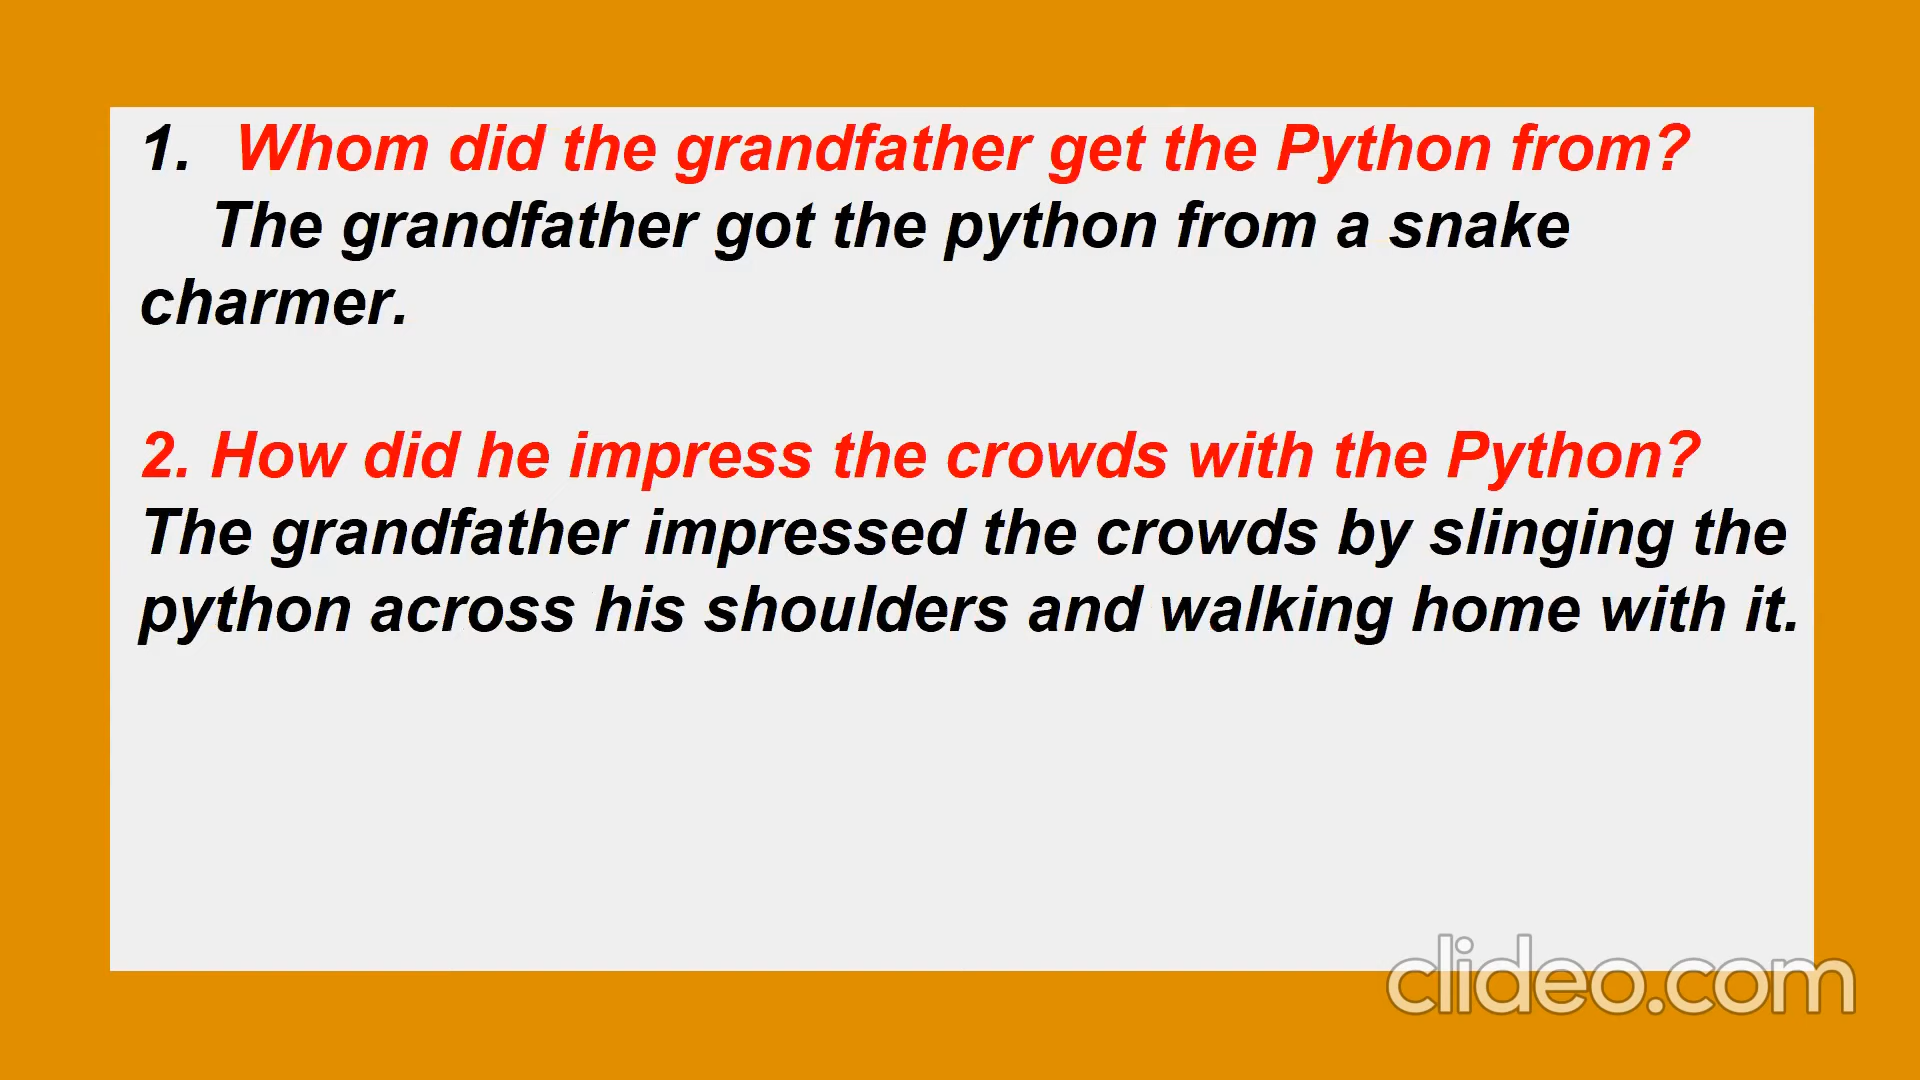 1. Whom did the grandfather get the Python from?
The grandfather got the python from a snake
charmer.
2. How did he impress the crowds with the Python?
The grandfather impressed the crowds by slinging the
python across his shoulders and walking home with it.
clideo.com